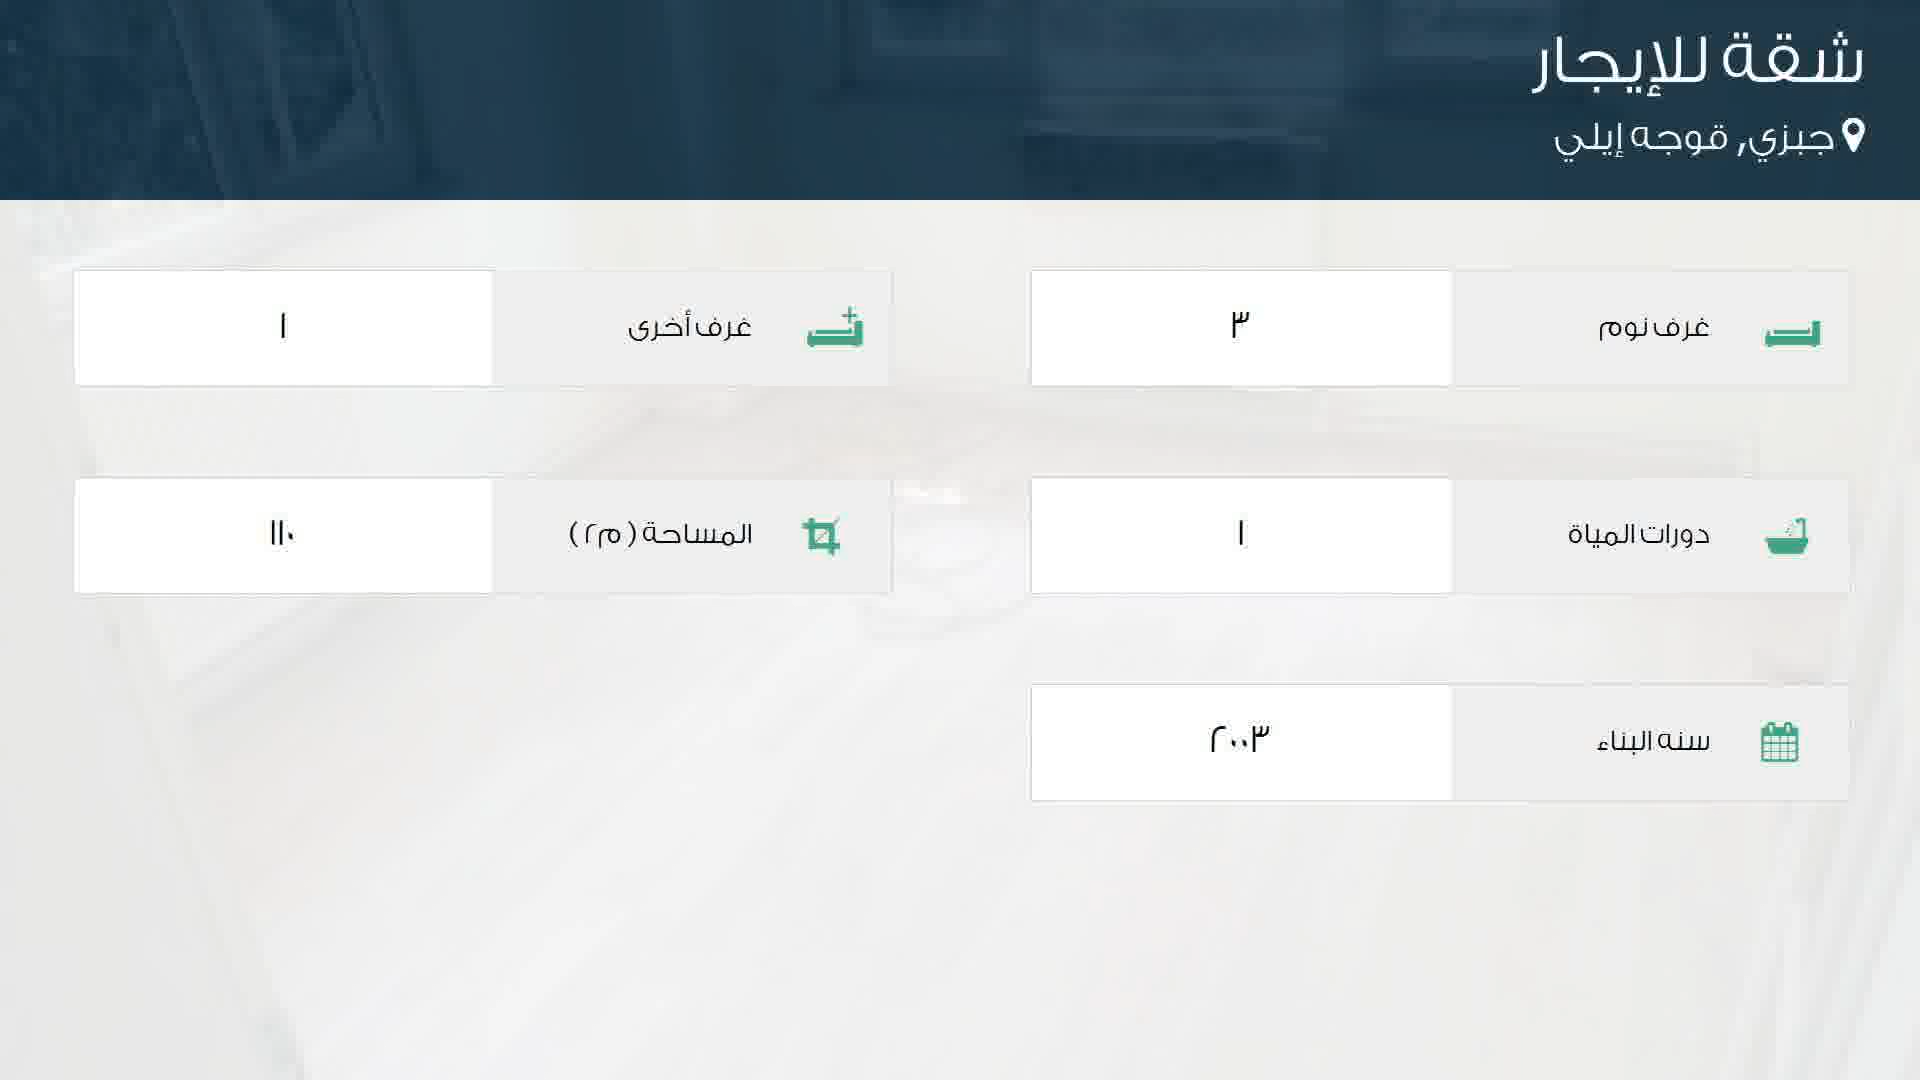 شقة للإيجار
جبزي, قوجه إيلي
غرف نوم
٣
غرف أخرى
١
دورات المياة
١
المساحة (م٢)
١١٠
سنه البناء
٢٠٠٣